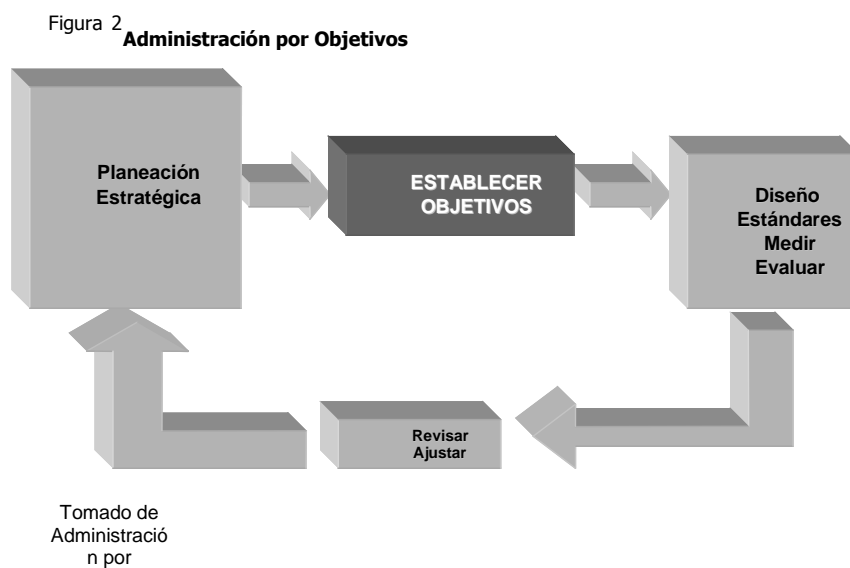 Figura 2
Administración por Objetivos
Planeación
Estratégica
ESTABLECER
OBJETIVOS
Diseño
Estándares
Medir
Evaluar
Revisar
Ajustar
Tomado de
Administració
n por